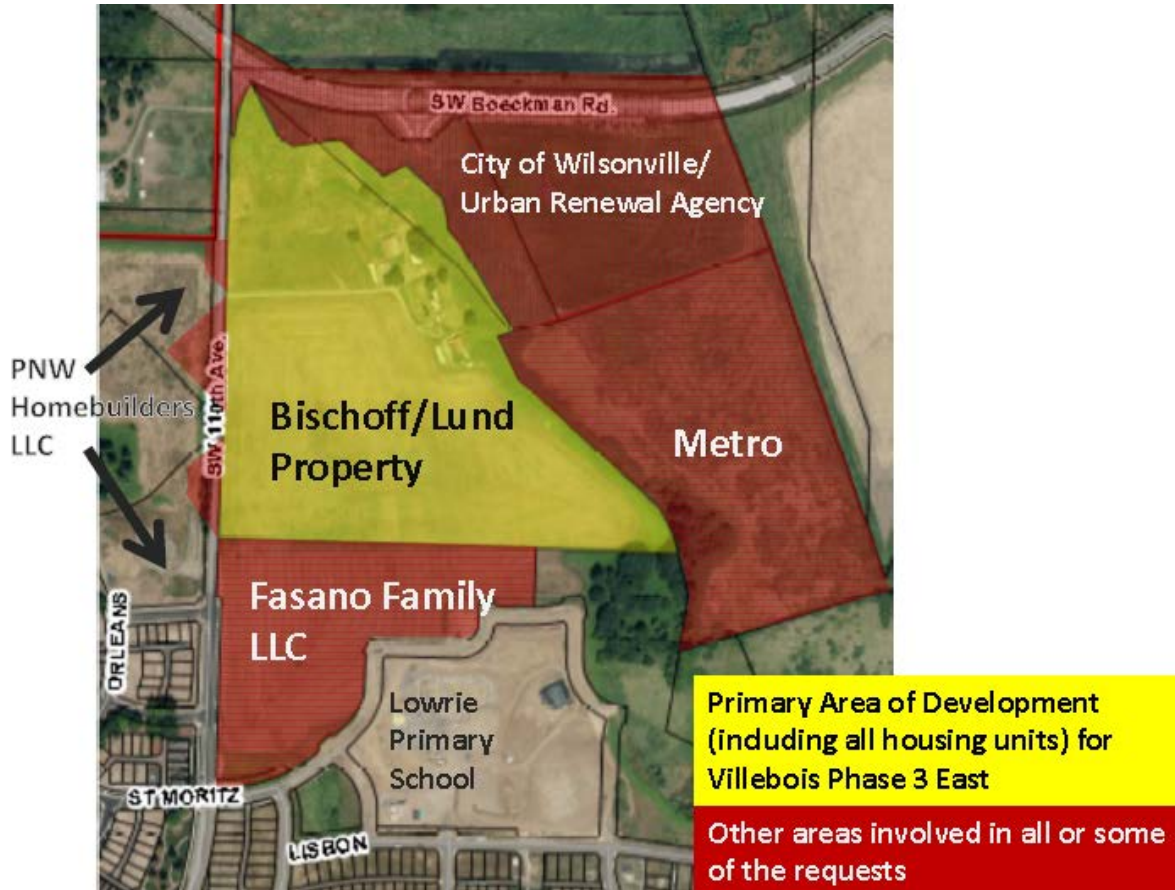 SW Boeckman Rd.
City of Wilsonville/
Urban Renewal Agency
PNW
Homebuilders
LLC
SW 110th Ave.
Bischoff/Lund
Property
Metro
Fasano Family
LLC
ORLEANS
Lowrie
Primary
School
ST MORITZ
LISBON
Primary Area of Development
(including all housing units) for
Villebois Phase 3 East
Other areas involved in all or some
of the requests